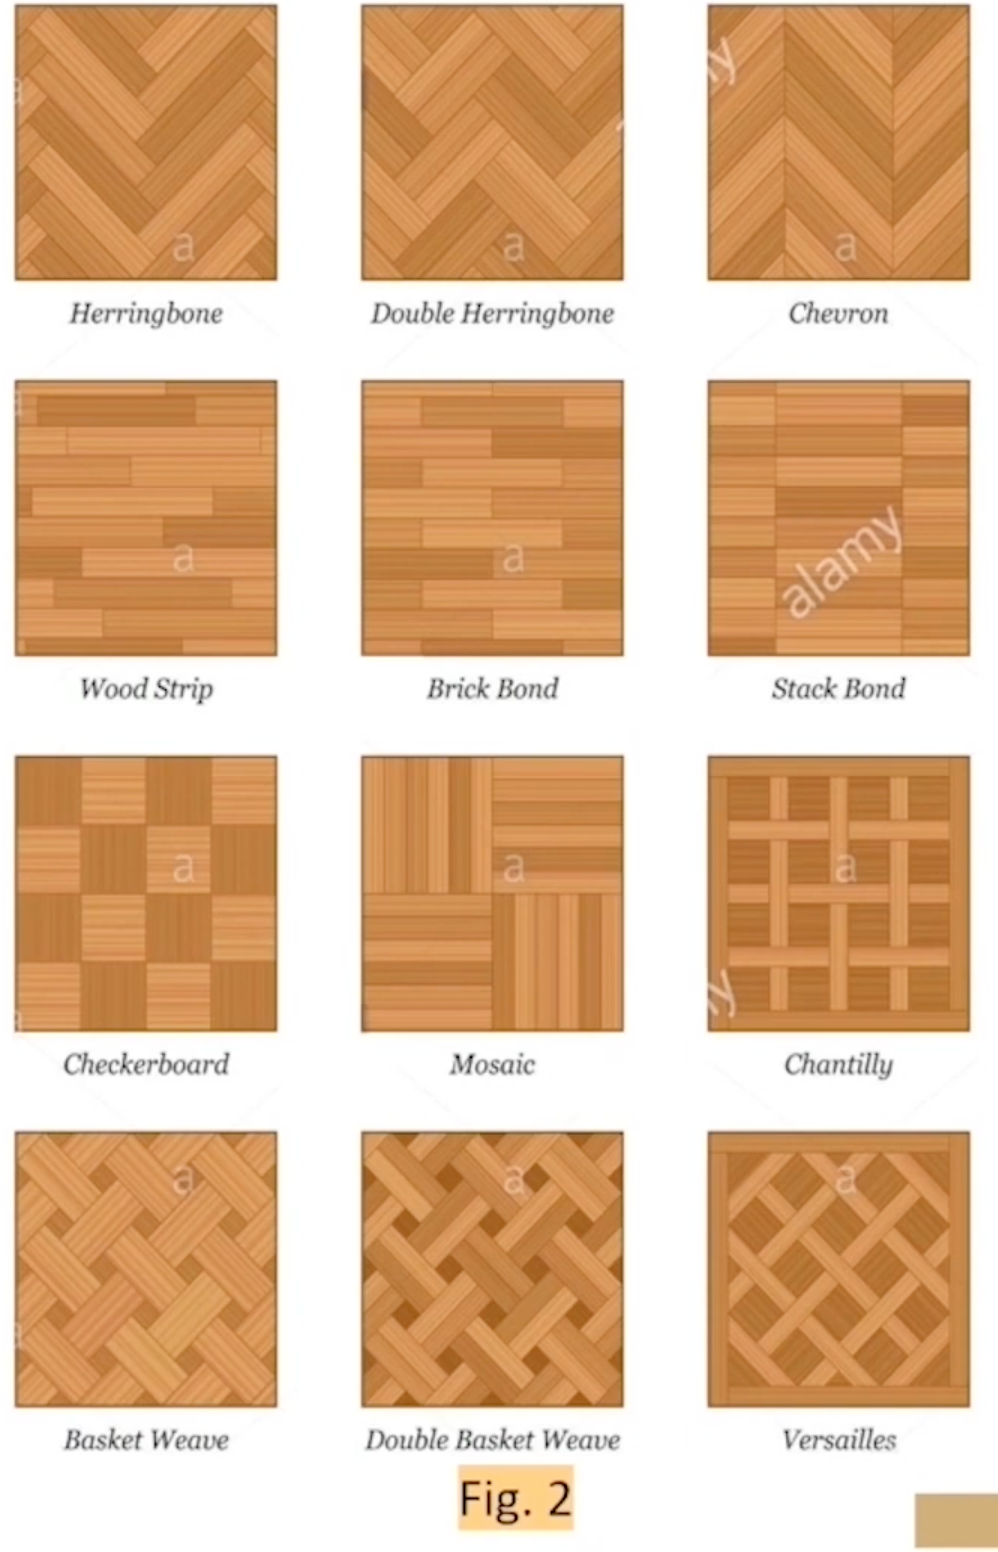 Herringbone
Double Herringbone
Chevron
Wood Strip
Brick Bond
Stack Bond
alamy
Checkerboard
Mosaic
Chantilly
Basket Weave
Double Basket Weave
Versailles
Fig. 2